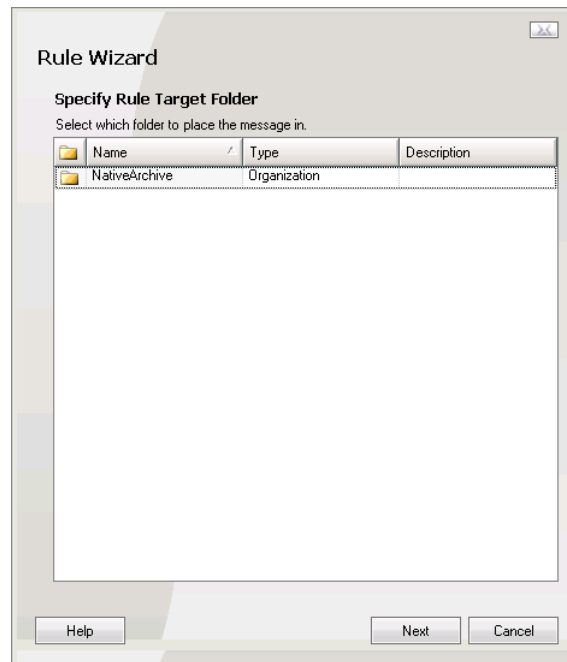 Rule Wizard
Specify Rule Target Folder
Select which folder to place the message in.
Name Type Description
NativeArchive Organization
Help Next Cancel